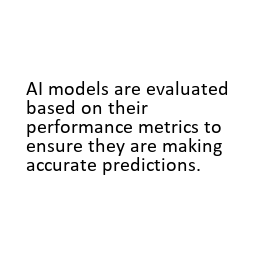 AI models are evaluated
based on their
performance metrics to
ensure they are making
accurate predictions.